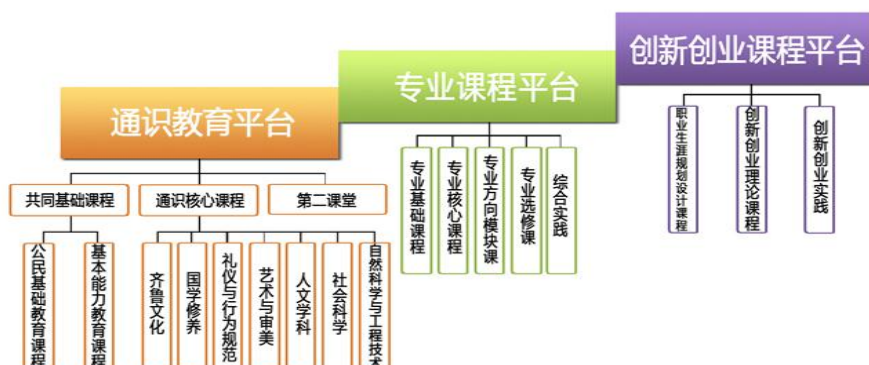 创新创业课程平台
专业课程平台
通识教育平台
职业生涯规划设计课程
创新创业理论课程
创新创业实践
专业基础课程
专业核心课程
专业方向模块课
专业选修课
综合实践
共同基础课程
通识核心课程
第二课堂
公民基础教育课程
基本能力教育课程
齐鲁文化
国学修养
礼仪与行为规范
艺术与审美
人文学科
社会科学
自然科学与工程技术